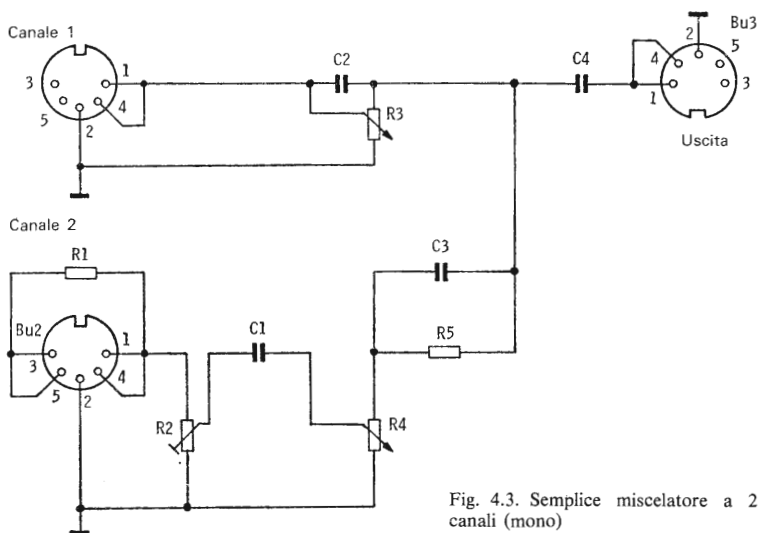 Canale 1
3
5
1
4
2
C2
R3
C4
2
Bu3
5
4
1
3
Uscita
Canale 2
R1
Bu2
3
5
2
1
4
C1
R2
R4
C3
R5
Fig. 4.3. Semplice miscelatore a 2
canali (mono)